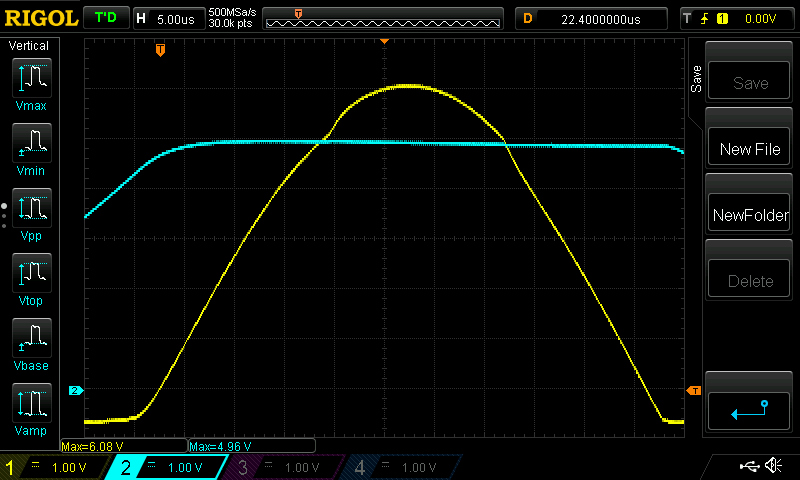 RIGOL T'D H 5.00us 500MSa/s D 22.4000000us T 1 0.00V
30.0k pts
Vertical
T
Save
Vmax
Save
New File
Vmin
NewFolder
Vpp
Delete
Vtop
Vbase
2
T
Vamp
Max=6.08 V Max=4.96 V
1 = 1.00 V 2 = 1.00 V 3 = 1.00 V 4 = 1.00 V